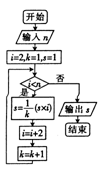 开始
输入n
i=2,k=1,s=1
i<n
否
是
s=1/k(s×i)
输出s
i=i+2
结束
k=k+1